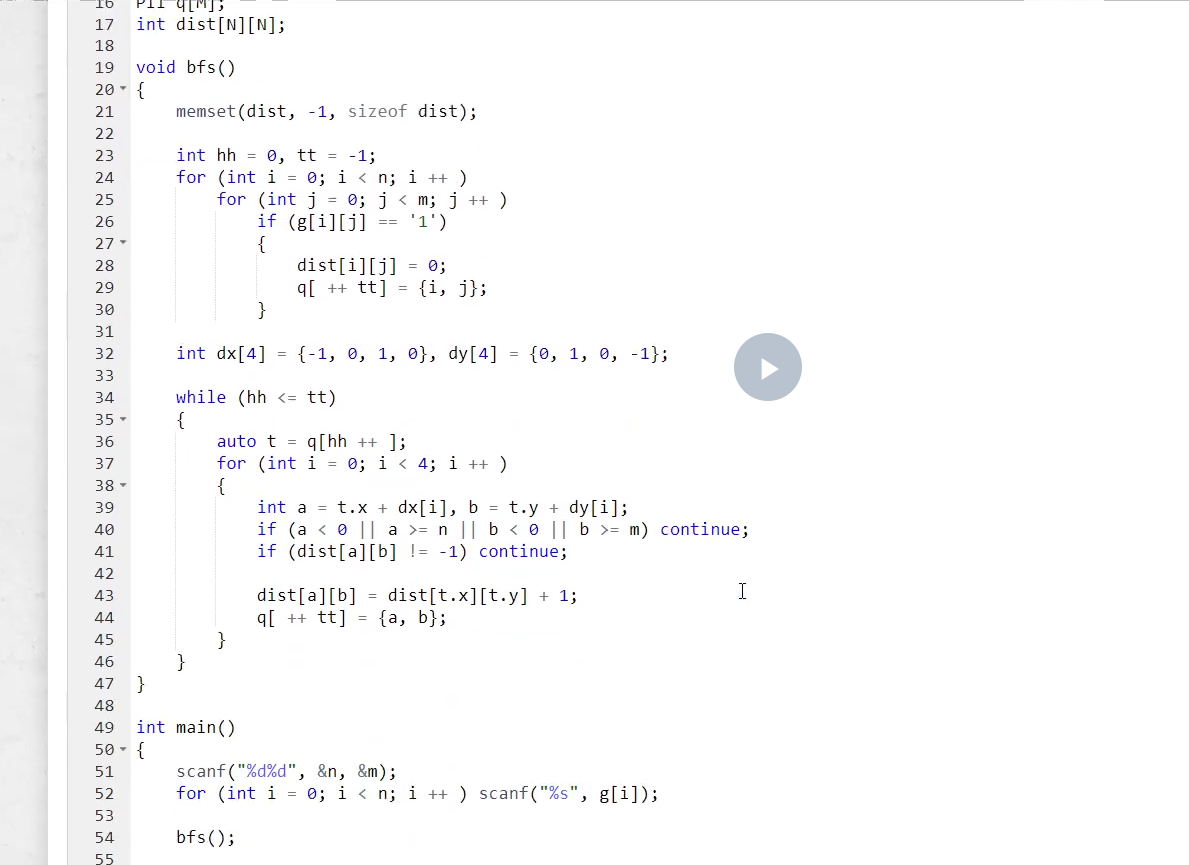 16 PII q[M];
17 int dist[N][N];
18
19 void bfs()
20 {
21     memset(dist, -1, sizeof dist);
22
23     int hh = 0, tt = -1;
24     for (int i = 0; i < n; i ++ )
25         for (int j = 0; j < m; j ++ )
26             if (g[i][j] == '1')
27             {
28                 dist[i][j] = 0;
29                 q[ ++ tt] = {i, j};
30             }
31
32     int dx[4] = {-1, 0, 1, 0}, dy[4] = {0, 1, 0, -1};
33
34     while (hh <= tt)
35     {
36         auto t = q[hh ++ ];
37         for (int i = 0; i < 4; i ++ )
38         {
39             int a = t.x + dx[i], b = t.y + dy[i];
40             if (a < 0 || a >= n || b < 0 || b >= m) continue;
41             if (dist[a][b] != -1) continue;
42
43             dist[a][b] = dist[t.x][t.y] + 1;
44             q[ ++ tt] = {a, b};
45         }
46     }
47 }
48
49 int main()
50 {
51     scanf("%d%d", &n, &m);
52     for (int i = 0; i < n; i ++ ) scanf("%s", g[i]);
53
54     bfs();
55